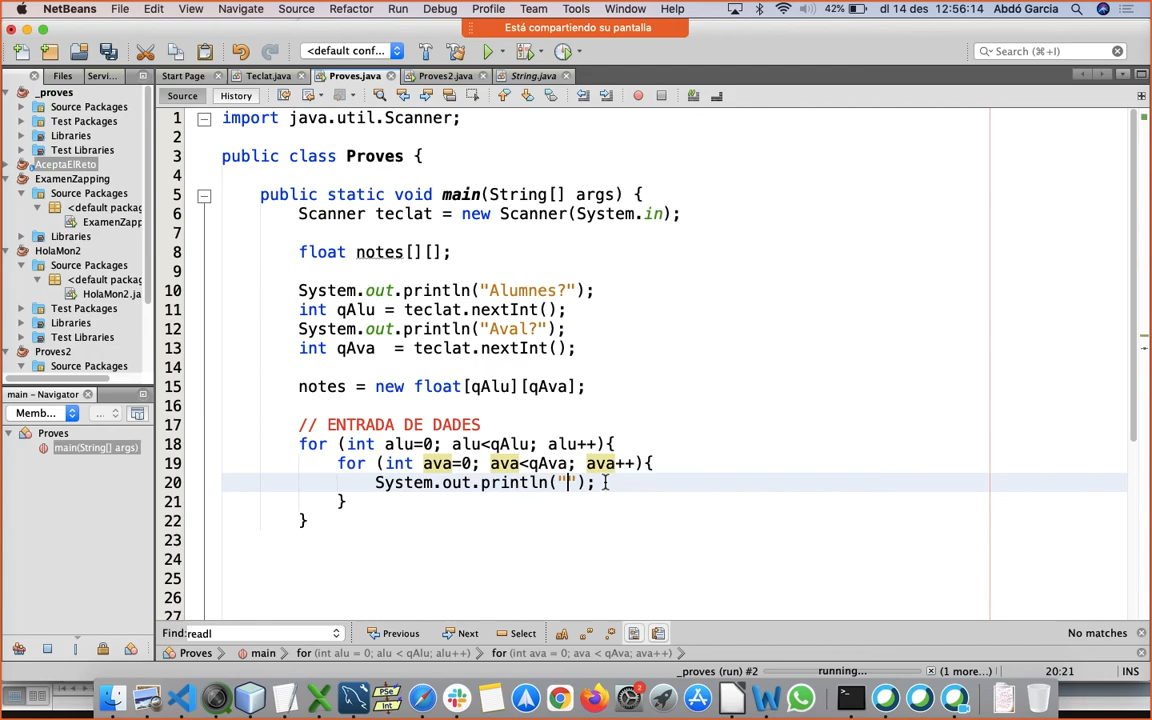 NetBeans File Edit View Navigate Source Refactor Run Debug Profile Team Tools Window Help 42% dl 14 des 12:56:14 Abdó Garcia
Está compartiendo su pantalla
<default conf... Search (⌘+I)
Files Servi... Start Page Teclat.java Proves.java Proves2.java String.java
Source History
_proves
Source Packages
Test Packages
Libraries
Test Libraries
AceptaElReto
ExamenZapping
Source Packages
<default packag
ExamenZapp
Libraries
HolaMon2
Source Packages
<default packag
HolaMon2.ja
Test Packages
Libraries
Test Libraries
Proves2
Source Packages
main – Navigator
Memb... ...
Proves
main(String[] args)
1 import java.util.Scanner;
2
3 public class Proves {
4
5 public static void main(String[] args) {
6 Scanner teclat = new Scanner(System.in);
7
8 float notes[][];
9
10 System.out.println("Alumnes?");
11 int qAlu = teclat.nextInt();
12 System.out.println("Aval?");
13 int qAva  = teclat.nextInt();
14
15 notes = new float[qAlu][qAva];
16
17 // ENTRADA DE DADES
18 for (int alu=0; alu<qAlu; alu++){
19 for (int ava=0; ava<qAva; ava++){
20 System.out.println("");
21 }
22 }
23
24
25
26
27
Find: readl Previous Next Select No matches
Proves main for (int alu = 0; alu < qAlu; alu++) for (int ava = 0; ava < qAva; ava++)
_proves (run) #2 running... (1 more...) 20:21 INS
PSe
Int